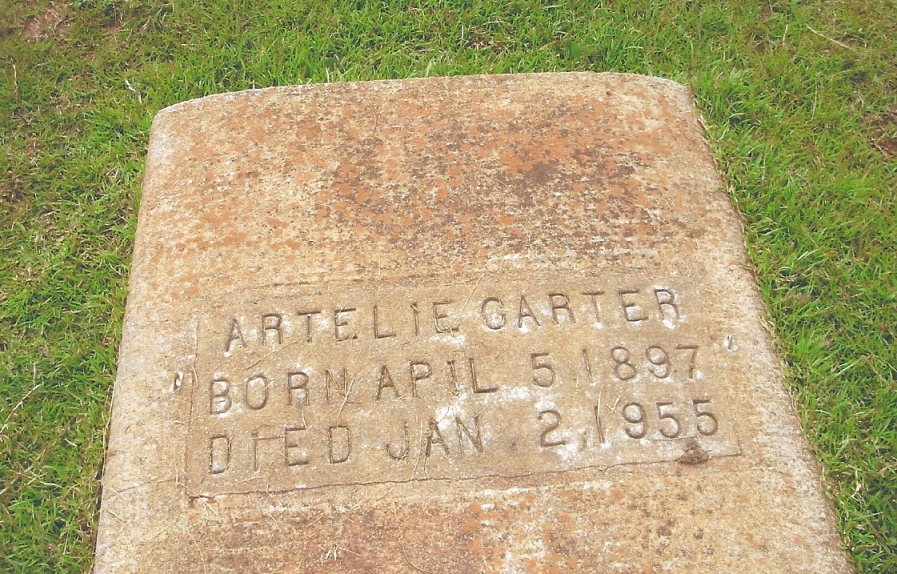 ARTELIE CARTER
BORN APIL 5 1897
DIED JAN. 2, 1955